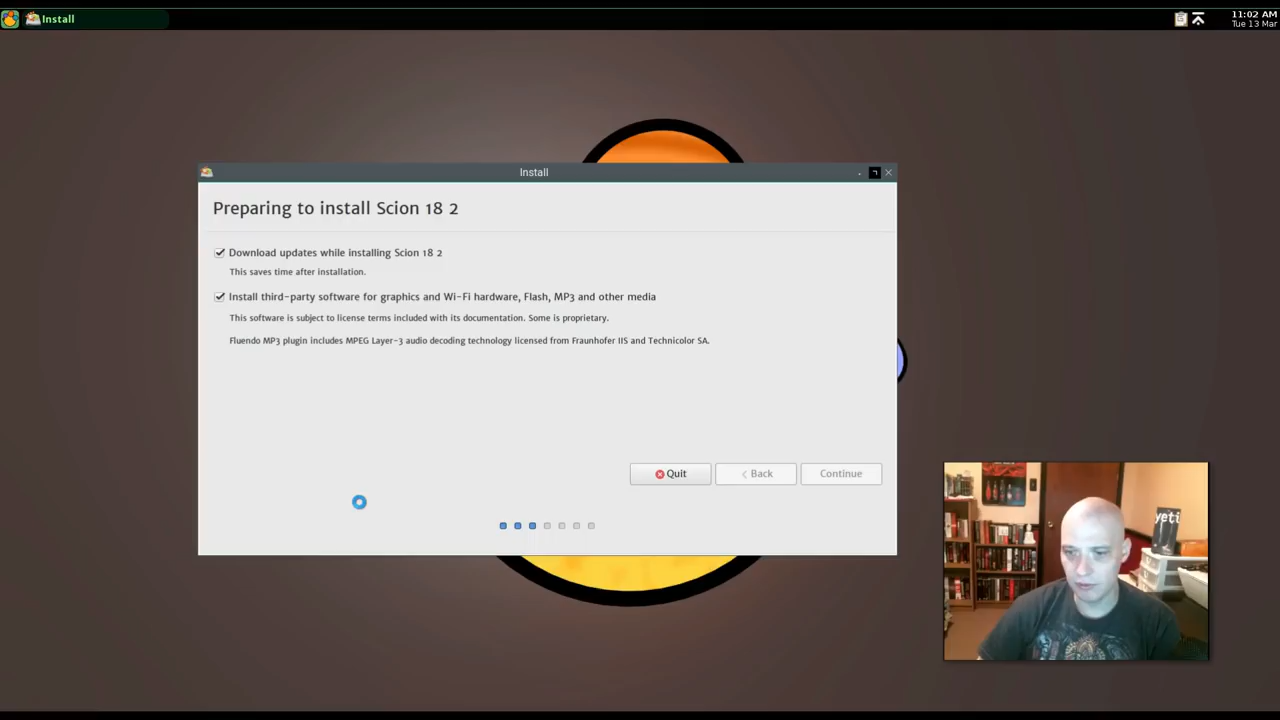 Install
11:02 AM
Tue 13 Mar
Install
Preparing to install Scion 18 2
Download updates while installing Scion 18 2
This saves time after installation.
Install third-party software for graphics and Wi-Fi hardware, Flash, MP3 and other media
This software is subject to license terms included with its documentation. Some is proprietary.
Fluendo MP3 plugin includes MPEG Layer-3 audio decoding technology licensed from Fraunhofer IIS and Technicolor SA.
Quit
Back
Continue
yeti